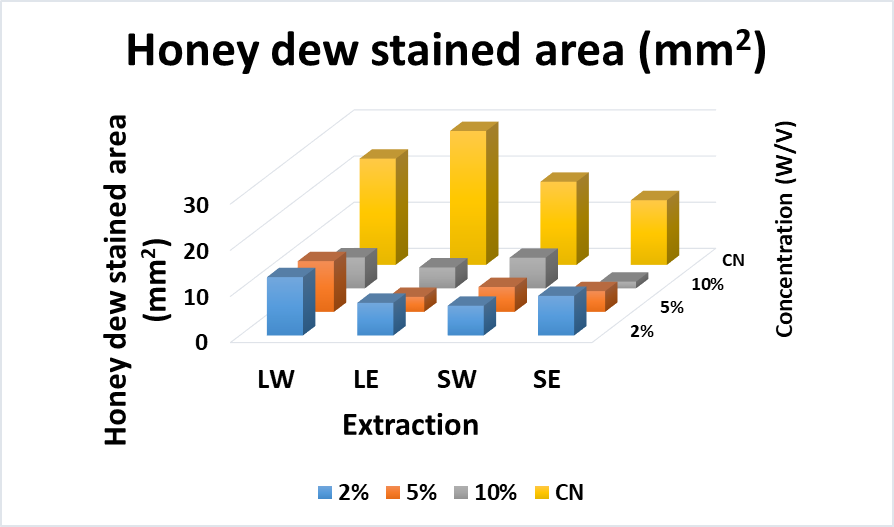 Honey dew stained area (mm²)
Honey dew stained area
(mm²)
30
20
10
0
LW LE SW SE
Extraction
2%
5%
10%
CN
Concentration (W/V)
2% 5% 10% CN